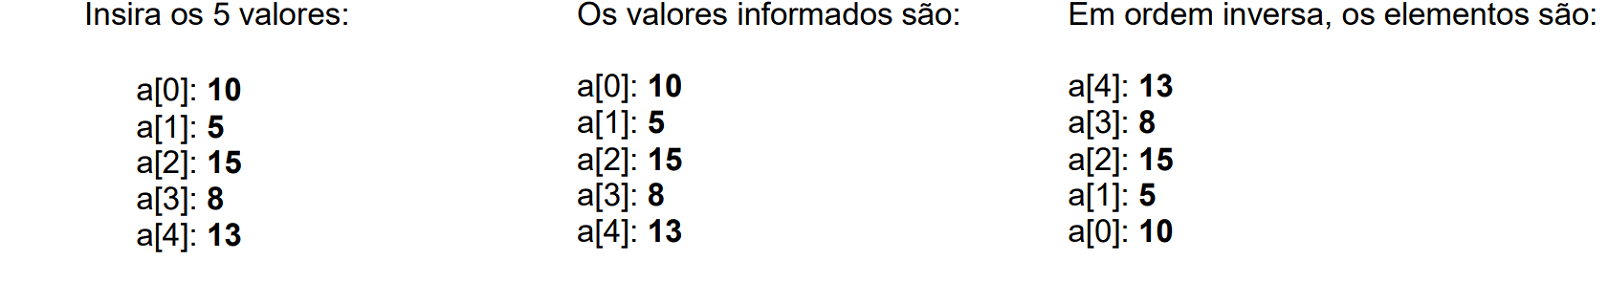 Insira os 5 valores:
a[0]: 10
a[1]: 5
a[2]: 15
a[3]: 8
a[4]: 13
Os valores informados são:
a[0]: 10
a[1]: 5
a[2]: 15
a[3]: 8
a[4]: 13
Em ordem inversa, os elementos são:
a[4]: 13
a[3]: 8
a[2]: 15
a[1]: 5
a[0]: 10